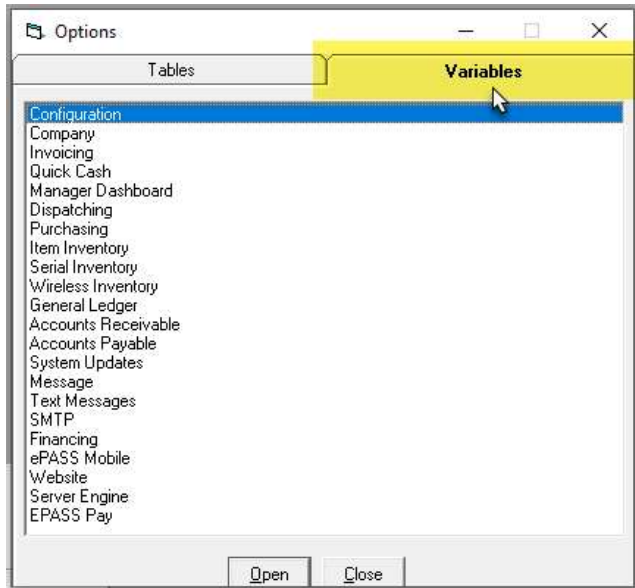 Options
Tables
Variables
Configuration
Company
Invoicing
Quick Cash
Manager Dashboard
Dispatching
Purchasing
Item Inventory
Serial Inventory
Wireless Inventory
General Ledger
Accounts Receivable
Accounts Payable
System Updates
Message
Text Messages
SMTP
Financing
ePASS Mobile
Website
Server Engine
EPASS Pay
Open
Close